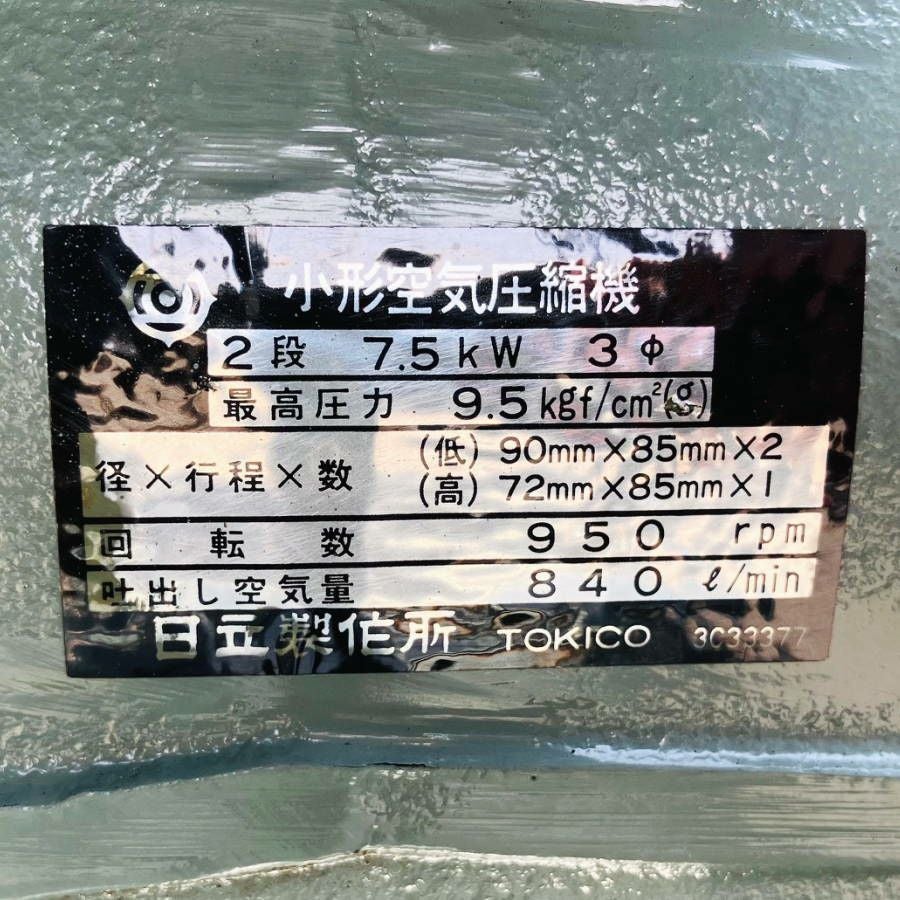 小形空気圧縮機
2段 7.5kW 3φ
最高圧力 9.5kgf/cm²(g)
径×行程×数 (低) 90mm×85mm×2
(高) 72mm×85mm×1
回転数 950 rpm
吐出し空気量 840 ℓ/min
日立製作所 TOKICO 3C33377